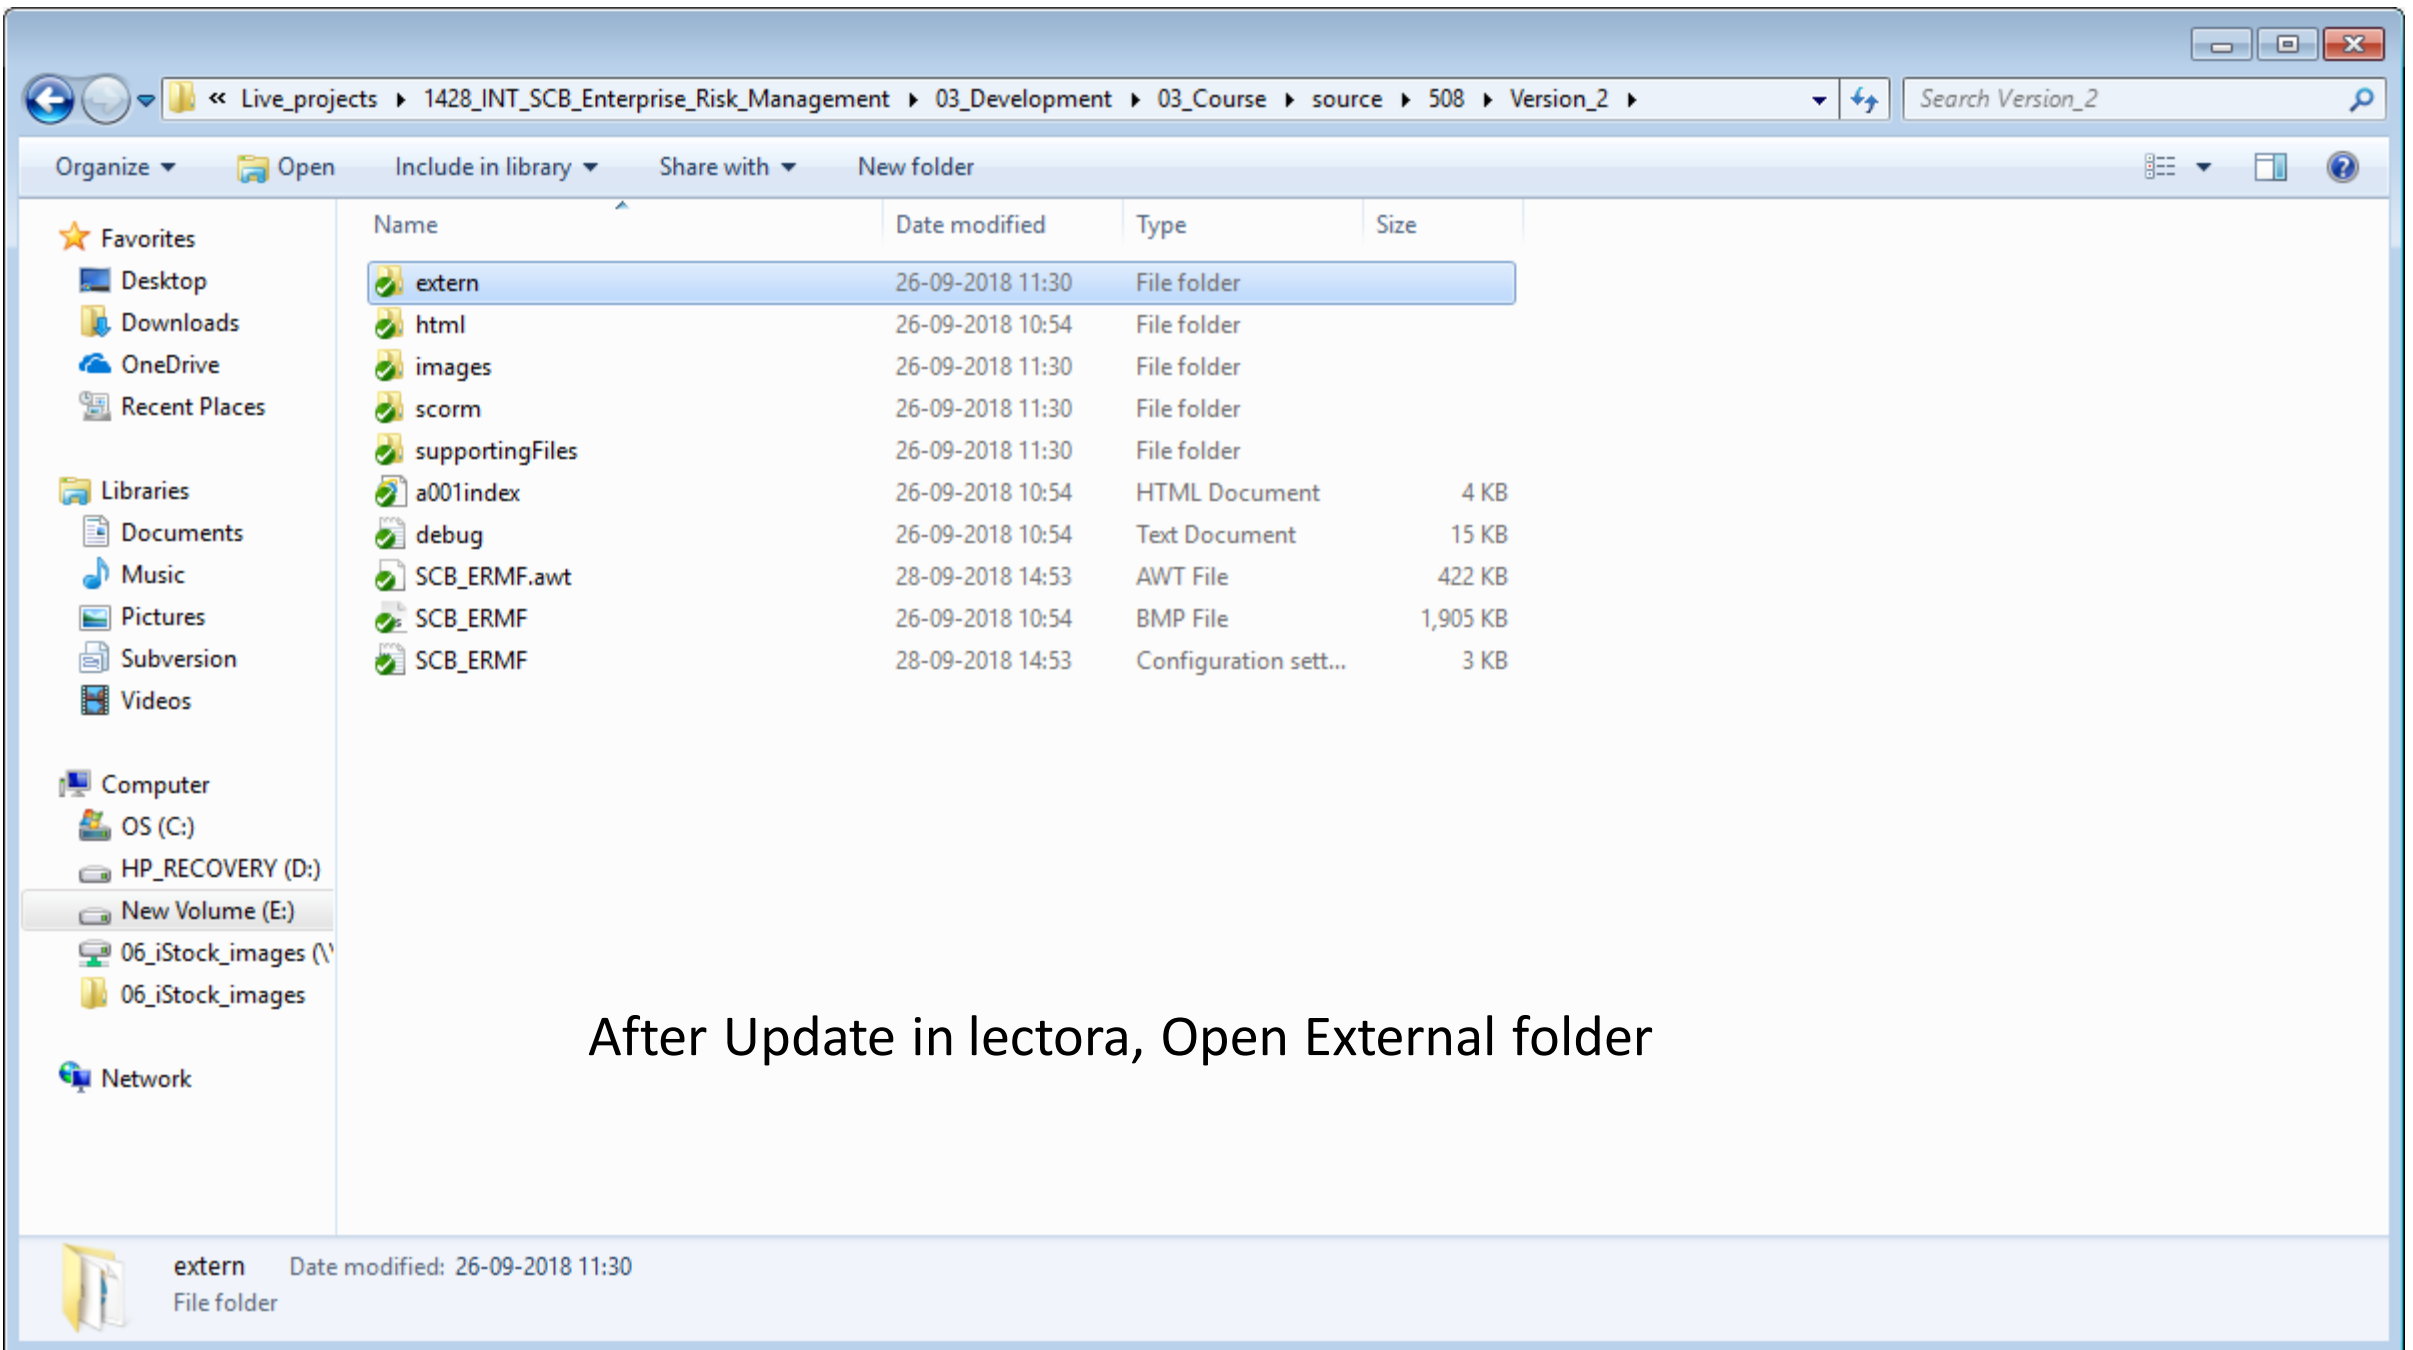 « Live_projects ▸ 1428_INT_SCB_Enterprise_Risk_Management ▸ 03_Development ▸ 03_Course ▸ source ▸ 508 ▸ Version_2 ▸ Search Version_2
Organize Open Include in library Share with New folder
Name Date modified Type Size
Favorites
Desktop
Downloads
OneDrive
Recent Places
Libraries
Documents
Music
Pictures
Subversion
Videos
Computer
OS (C:)
HP_RECOVERY (D:)
New Volume (E:)
06_iStock_images (\\
06_iStock_images
Network
extern 26-09-2018 11:30 File folder
html 26-09-2018 10:54 File folder
images 26-09-2018 11:30 File folder
scorm 26-09-2018 11:30 File folder
supportingFiles 26-09-2018 11:30 File folder
a001index 26-09-2018 10:54 HTML Document 4 KB
debug 26-09-2018 10:54 Text Document 15 KB
SCB_ERMF.awt 28-09-2018 14:53 AWT File 422 KB
SCB_ERMF 26-09-2018 10:54 BMP File 1,905 KB
SCB_ERMF 28-09-2018 14:53 Configuration sett... 3 KB
After Update in lectora, Open External folder
extern Date modified: 26-09-2018 11:30
File folder